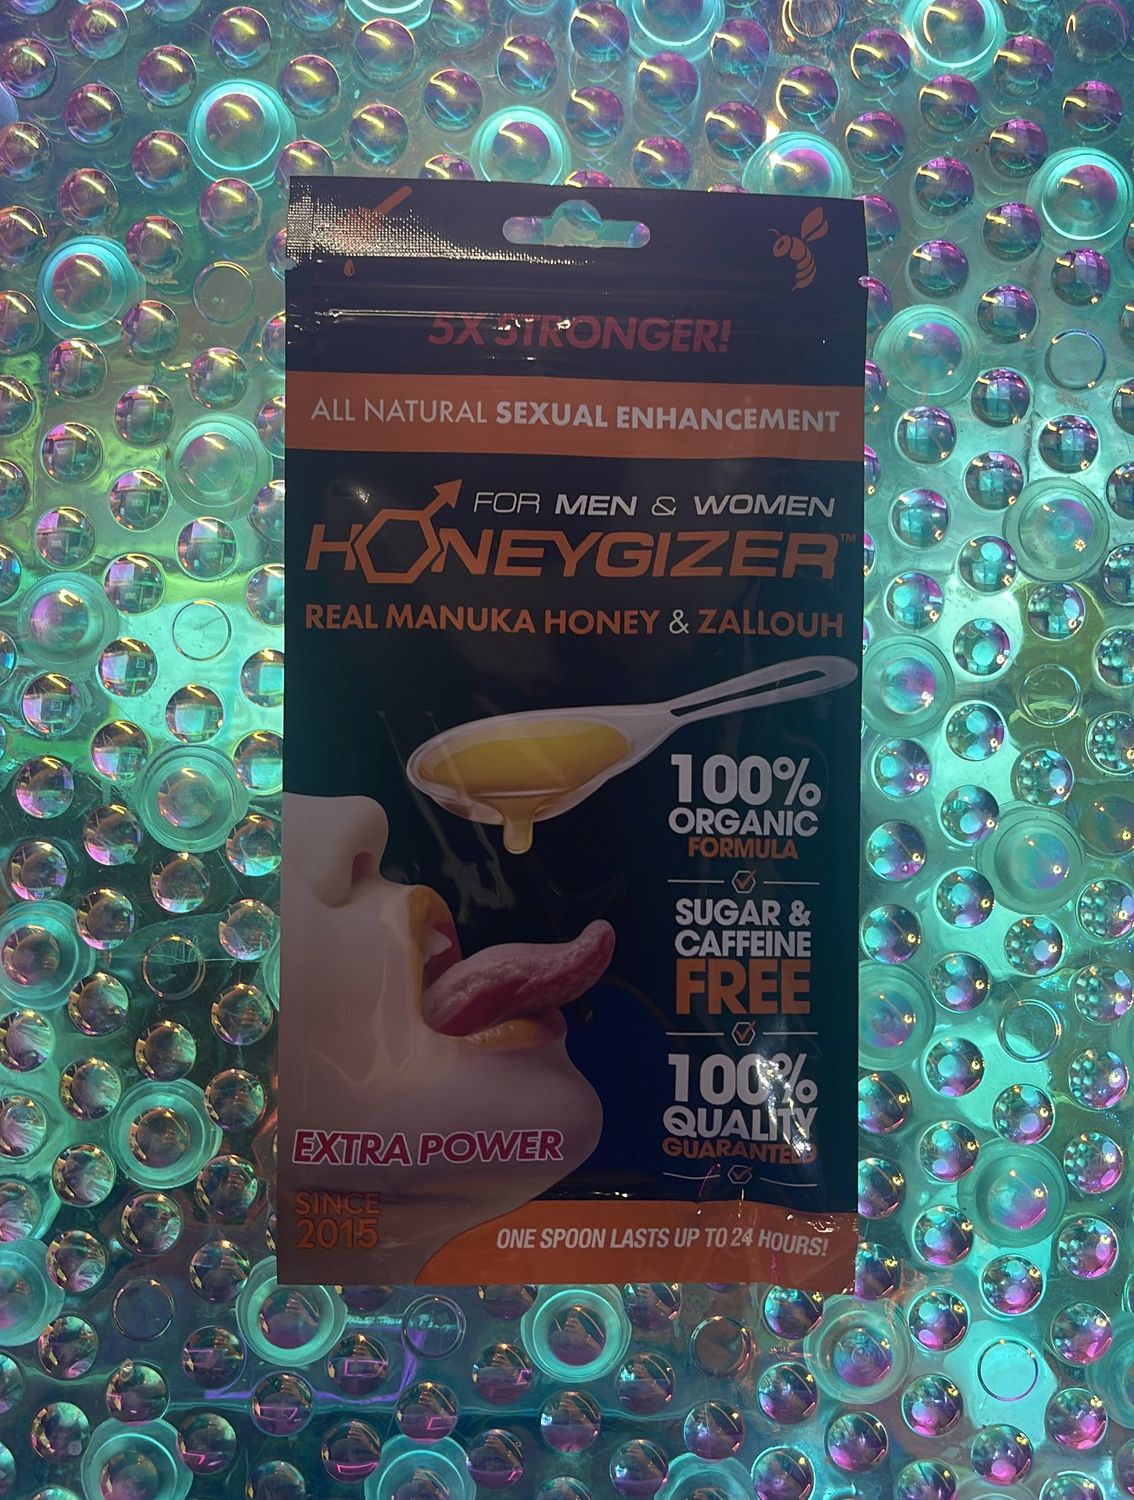 5X STRONGER!
ALL NATURAL SEXUAL ENHANCEMENT
FOR MEN & WOMEN
HONEYGIZER™
REAL MANUKA HONEY & ZALLOUH
100%
ORGANIC
FORMULA
SUGAR &
CAFFEINE
FREE
100%
QUALITY
GUARANTEED
EXTRA POWER
SINCE
2015
ONE SPOON LASTS UP TO 24 HOURS!